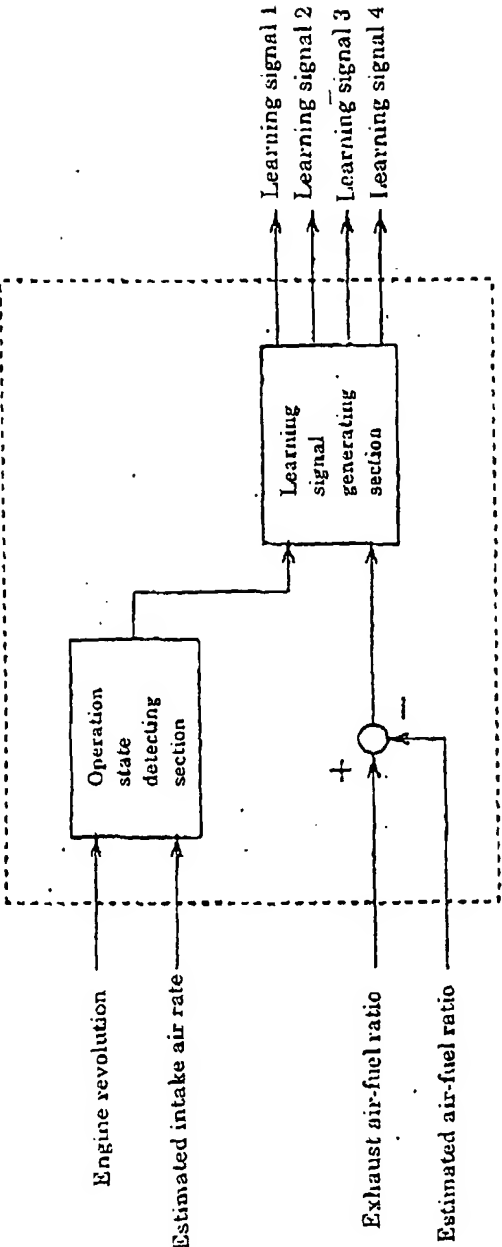 Engine revolution
Estimated intake air rate
Operation
state
detecting
section
Exhaust air-fuel ratio
Estimated air-fuel ratio
+
−
Learning
signal
generating
section
Learning signal 1
Learning signal 2
Learning signal 3
Learning signal 4